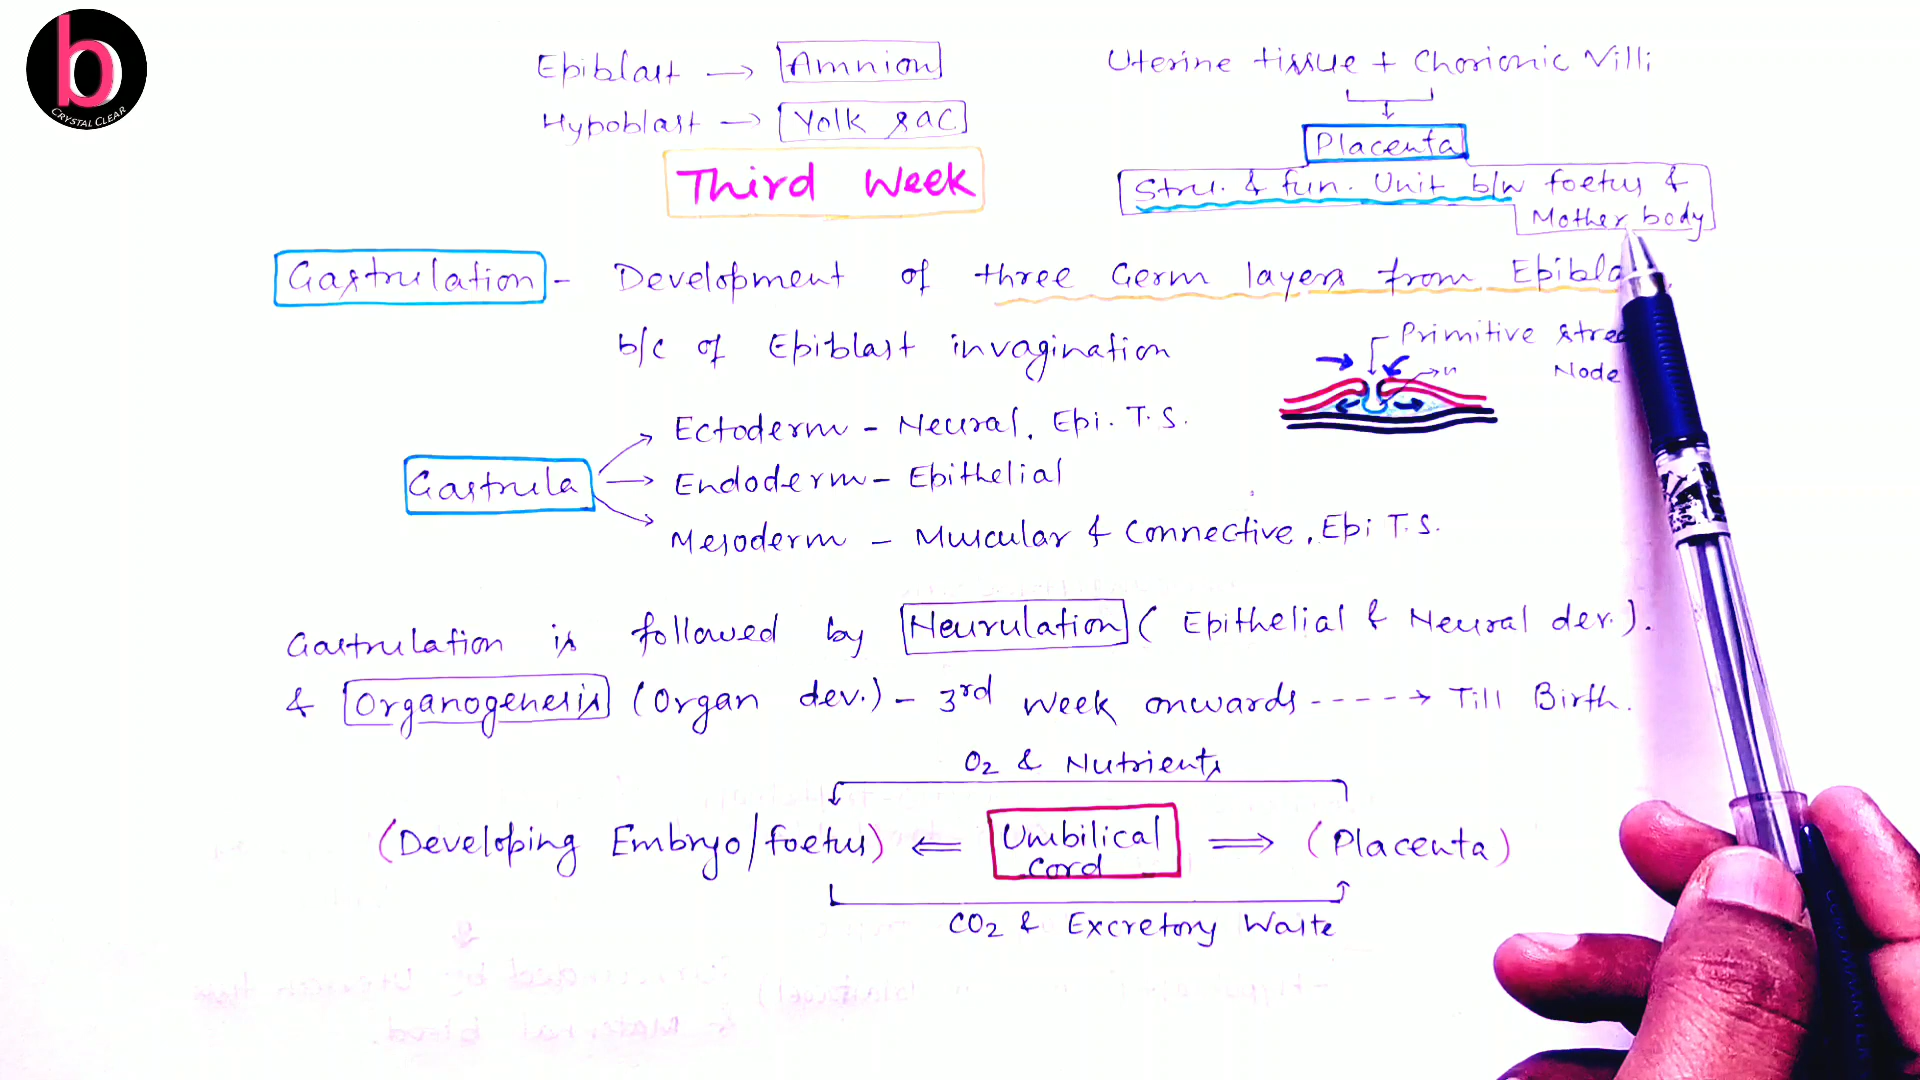 b
CRYSTAL CLEAR
Epiblast → Amnion
Hypoblast → Yolk sac
Uterine tissue + Chorionic Villi
Placenta
Stru. & fun. Unit b/w foetus &
Mother body
Third Week
Gastrulation - Development of three Germ layers from Epibla
b/c of Epiblast invagination
Primitive stre
Node
Gastrula
Ectoderm - Neural, Epi. T.S.
Endoderm - Epithelial
Mesoderm - Muscular & Connective, Epi T.S.
Gastrulation is followed by Neurulation (Epithelial & Neural dev.).
& Organogenesis (Organ dev.) - 3rd Week onwards ----→ Till Birth.
O2 & Nutrients
(Developing Embryo/foetus) ⇐ Umbilical Cord ⇒ (Placenta)
CO2 & Excretory Waste